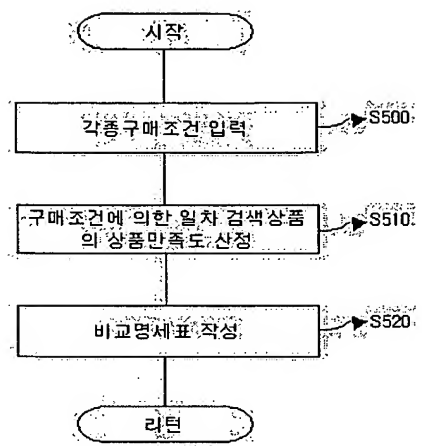 시작
각종구매조건 입력
S500
구매조건에 의한 일차 검색상품
의 상품만족도 산정
S510
비교명세표 작성
S520
리턴